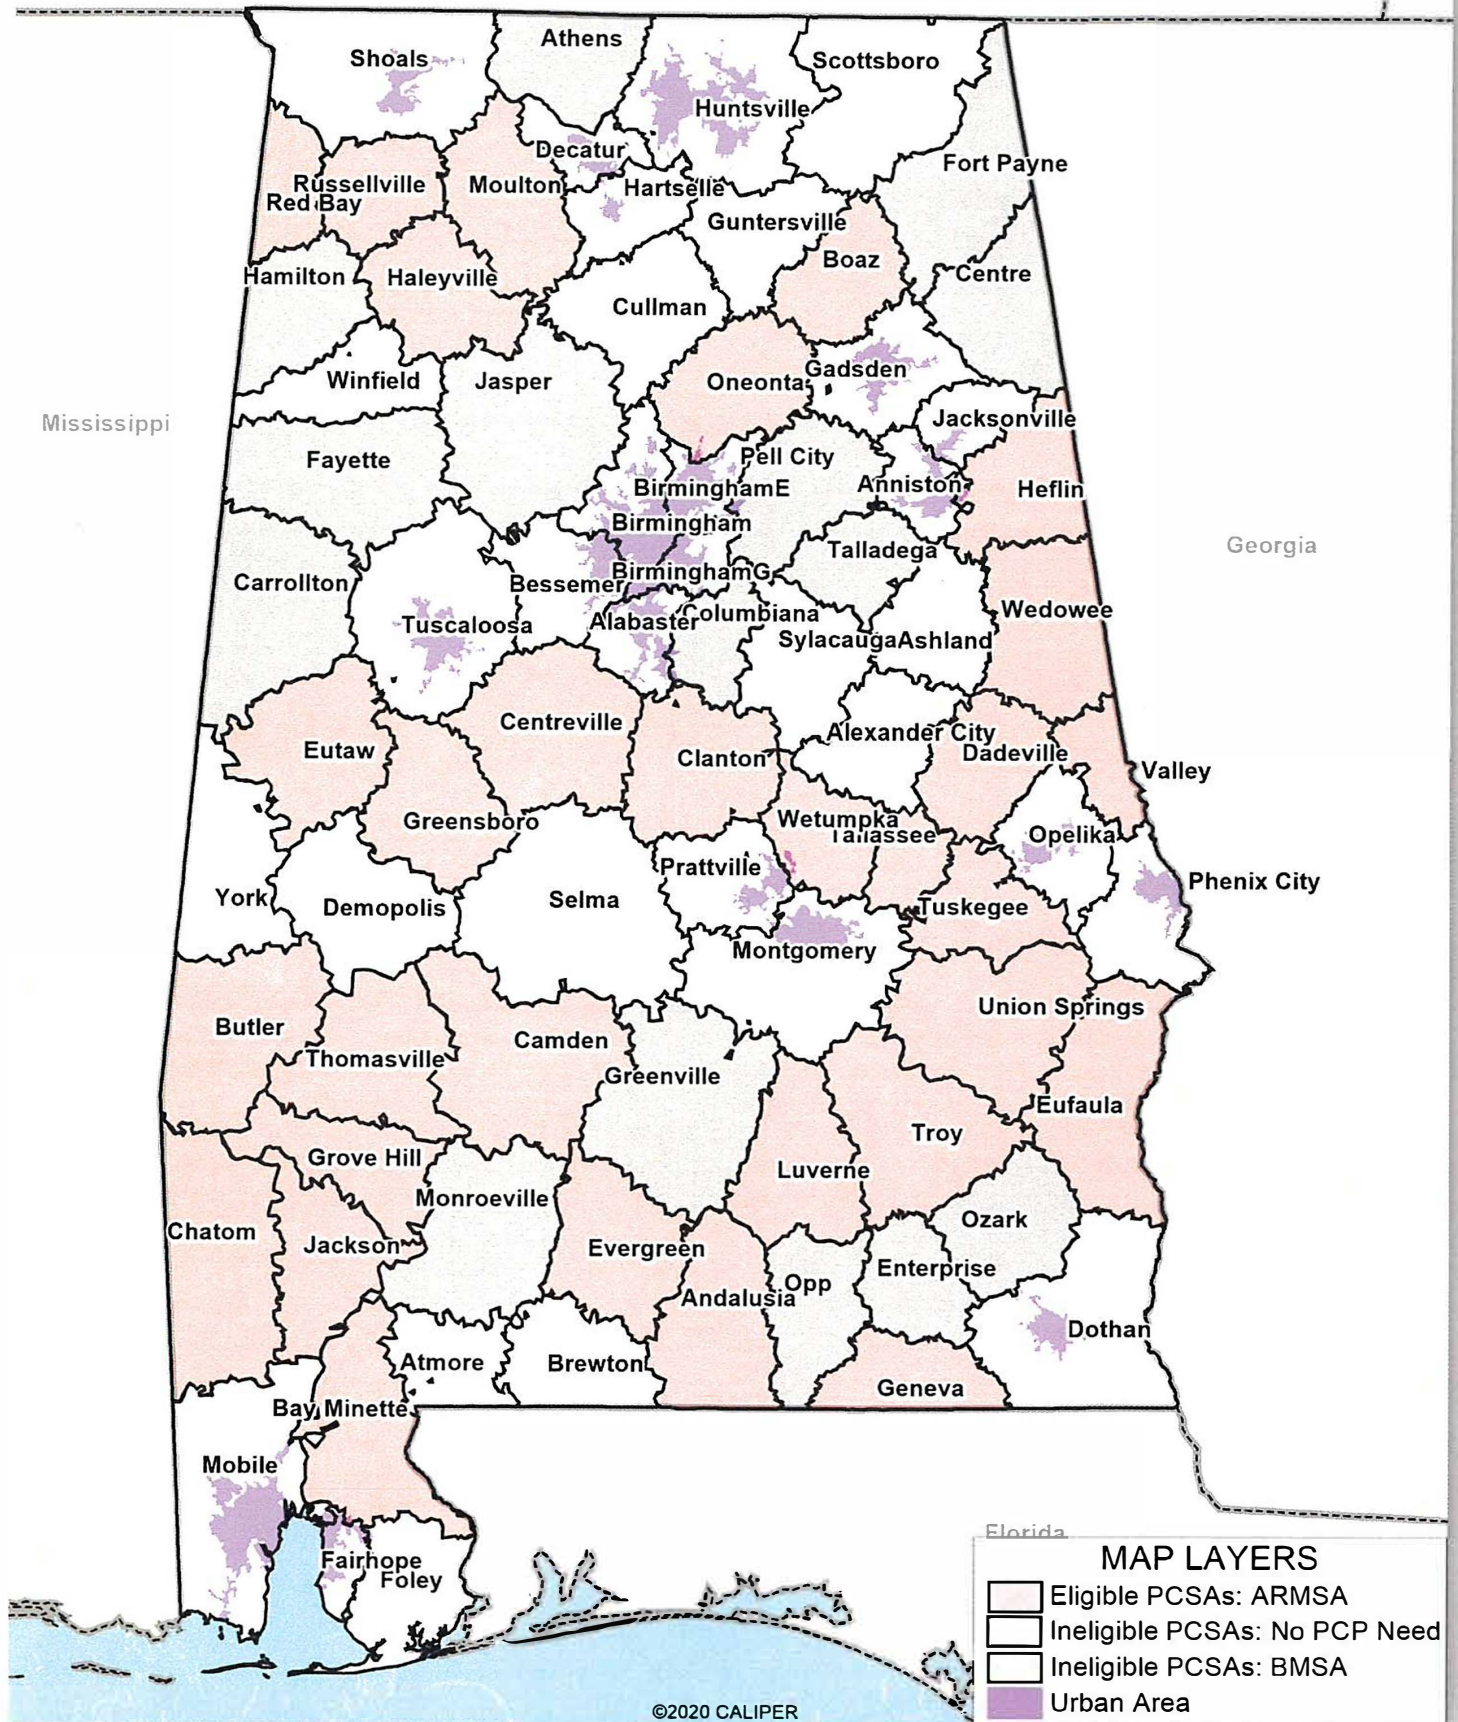 Athens
Shoals
Scottsboro
Huntsville
Decatur
Fort Payne
Russellville
Moulton
Hartselle
Red Bay
Guntersville
Boaz
Hamilton
Haleyville
Centre
Cullman
Winfield
Jasper
Oneonta
Gadsden
Mississippi
Jacksonville
Fayette
Pell City
BirminghamE
Anniston
Heflin
Birmingham
Georgia
Talladega
Carrollton
Bessemer
BirminghamG
Wedowee
Tuscaloosa
Alabaster
Columbiana
Sylacauga
Ashland
Centreville
Alexander City
Eutaw
Clanton
Dadeville
Valley
Greensboro
Wetumpka
Tallassee
Opelika
Prattville
Phenix City
York
Demopolis
Selma
Tuskegee
Montgomery
Union Springs
Butler
Camden
Thomasville
Greenville
Eufaula
Troy
Grove Hill
Luverne
Monroeville
Chatom
Jackson
Evergreen
Ozark
Enterprise
Opp
Andalusia
Dothan
Atmore
Brewton
Geneva
Bay Minette
Mobile
Florida
Fairhope
Foley
MAP LAYERS
Eligible PCSAs: ARMSA
Ineligible PCSAs: No PCP Need
Ineligible PCSAs: BMSA
Urban Area
©2020 CALIPER